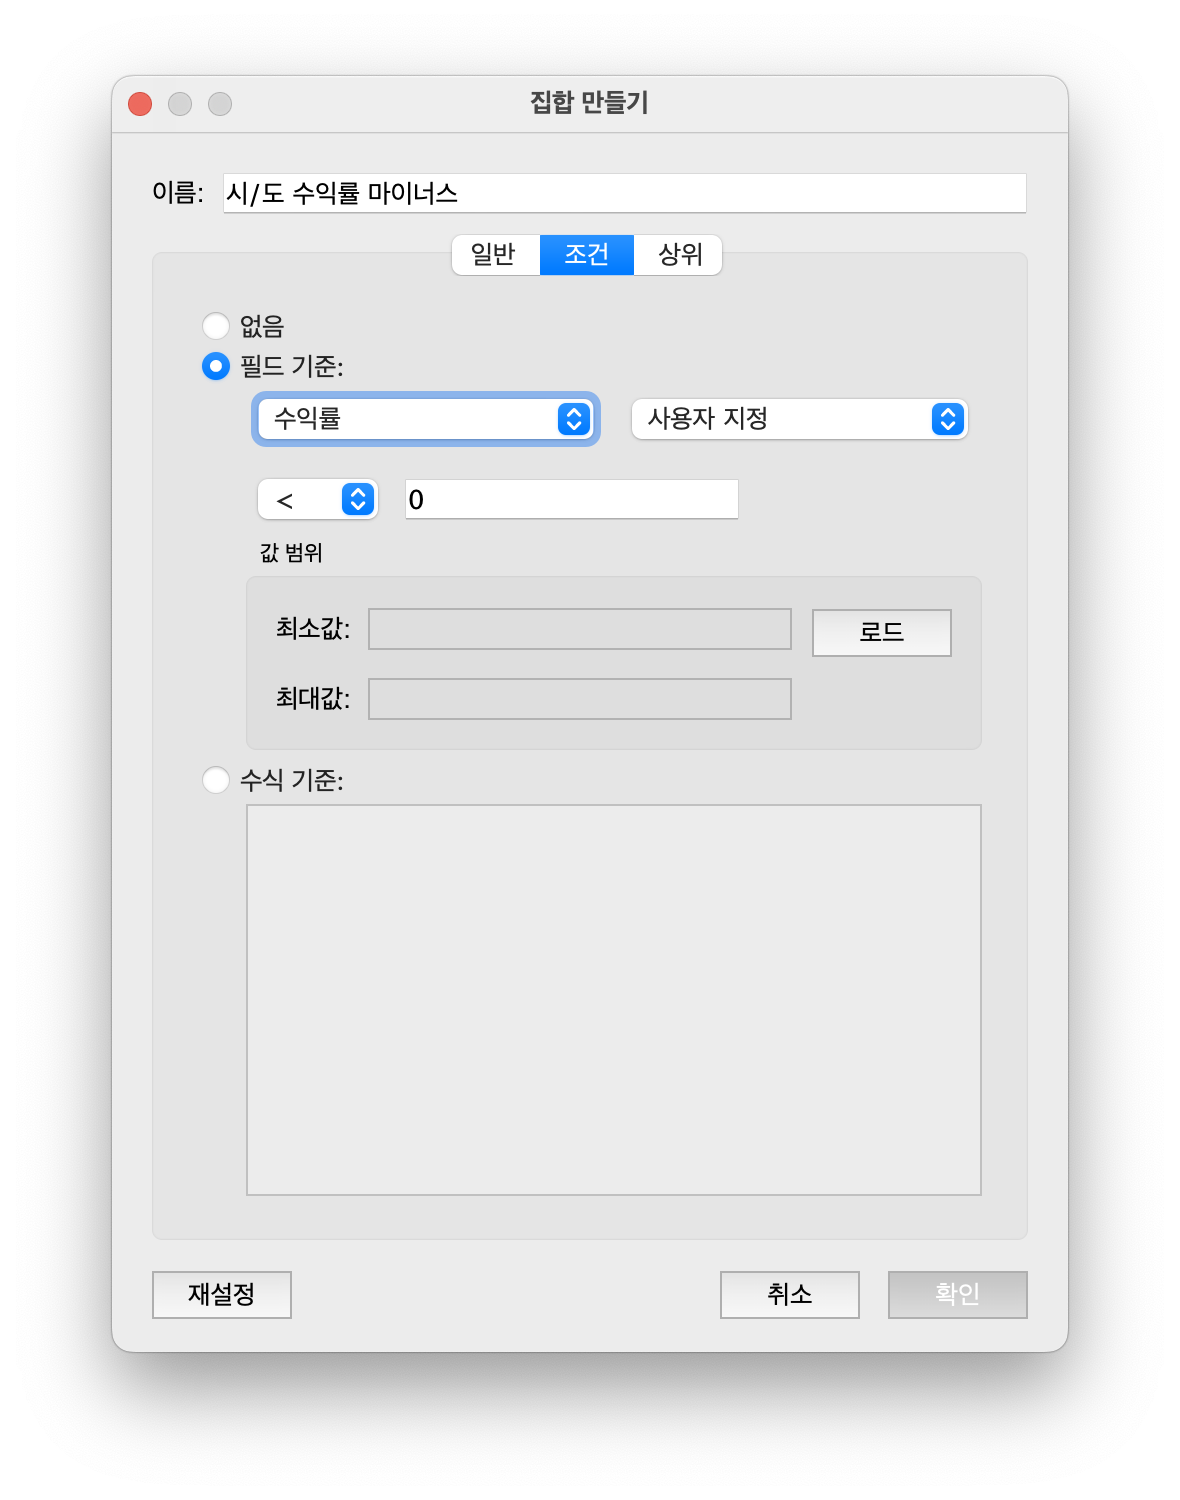 집합 만들기
이름: 시/도 수익률 마이너스
일반 조건 상위
없음
필드 기준:
수익률 사용자 지정
< 0
값 범위
최소값: 로드
최대값:
수식 기준:
재설정 취소 확인